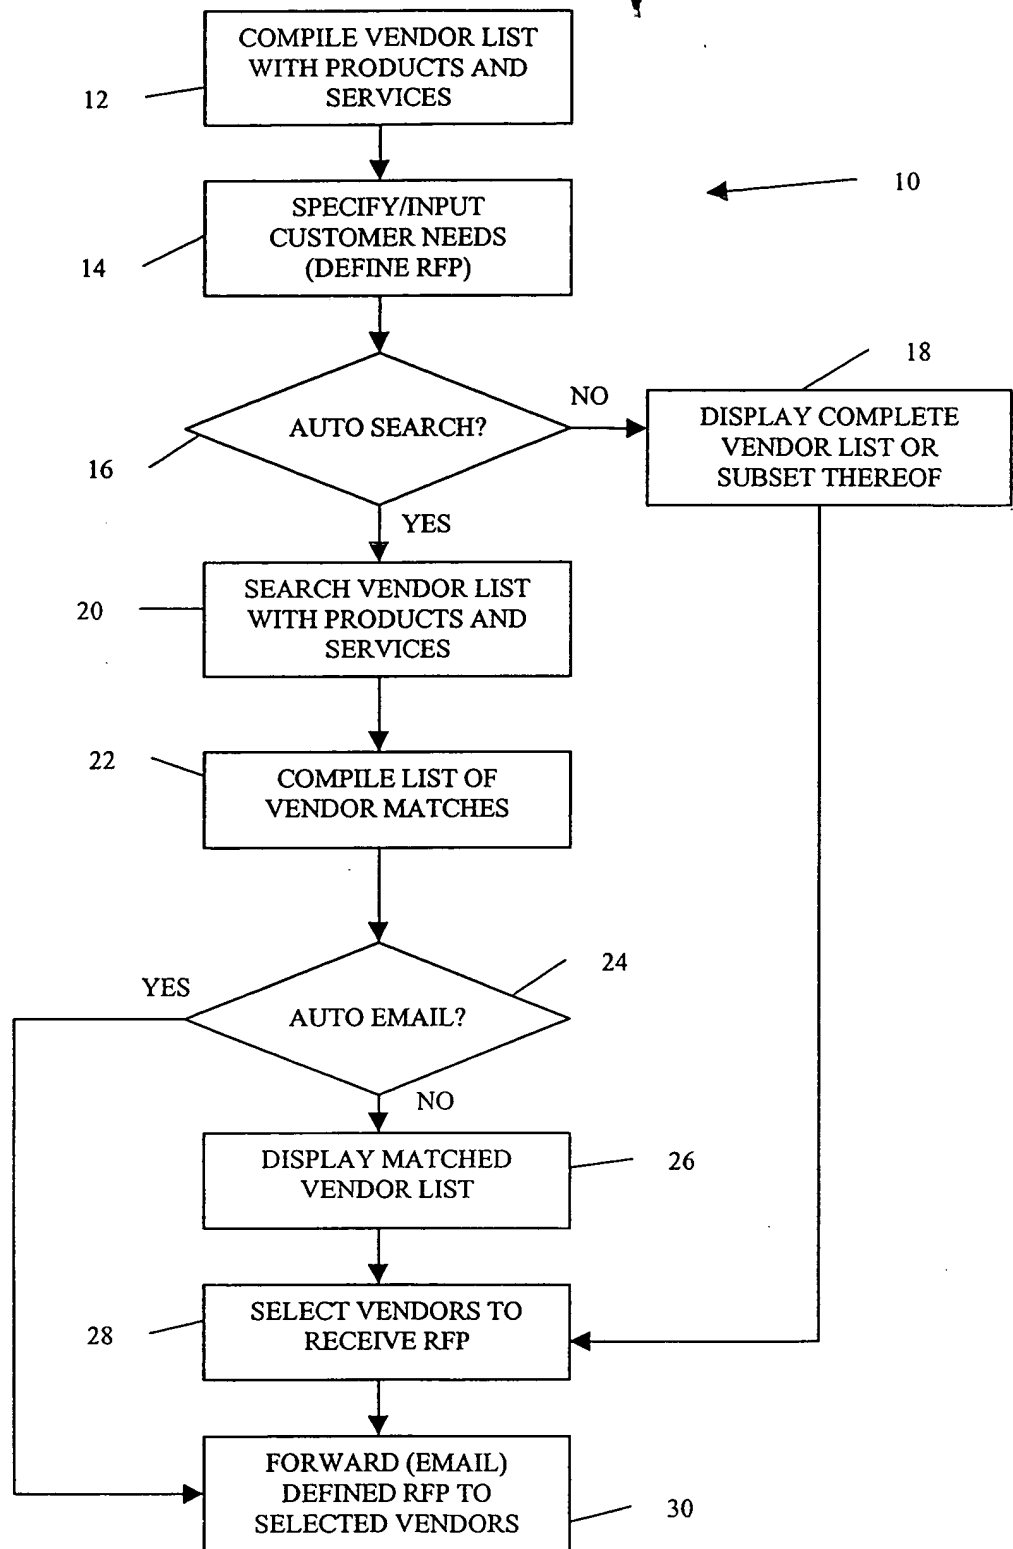 COMPILE VENDOR LIST
WITH PRODUCTS AND
SERVICES
12
10
SPECIFY/INPUT
CUSTOMER NEEDS
(DEFINE RFP)
14
18
NO
AUTO SEARCH?
16
DISPLAY COMPLETE
VENDOR LIST OR
SUBSET THEREOF
YES
SEARCH VENDOR LIST
WITH PRODUCTS AND
SERVICES
20
22
COMPILE LIST OF
VENDOR MATCHES
24
YES
AUTO EMAIL?
NO
DISPLAY MATCHED
VENDOR LIST
26
SELECT VENDORS TO
RECEIVE RFP
28
FORWARD (EMAIL)
DEFINED RFP TO
SELECTED VENDORS
30